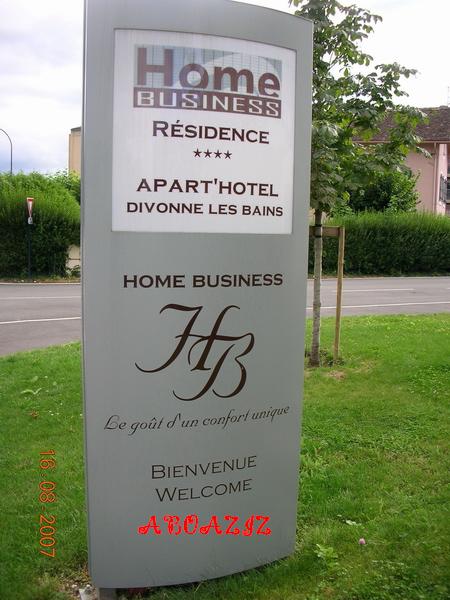 Home
BUSINESS
RÉSIDENCE
★★★★
APART'HOTEL
DIVONNE LES BAINS
HOME BUSINESS
HB
Le goût d'un confort unique
BIENVENUE
WELCOME
ABOAZIZ
16 08 2007